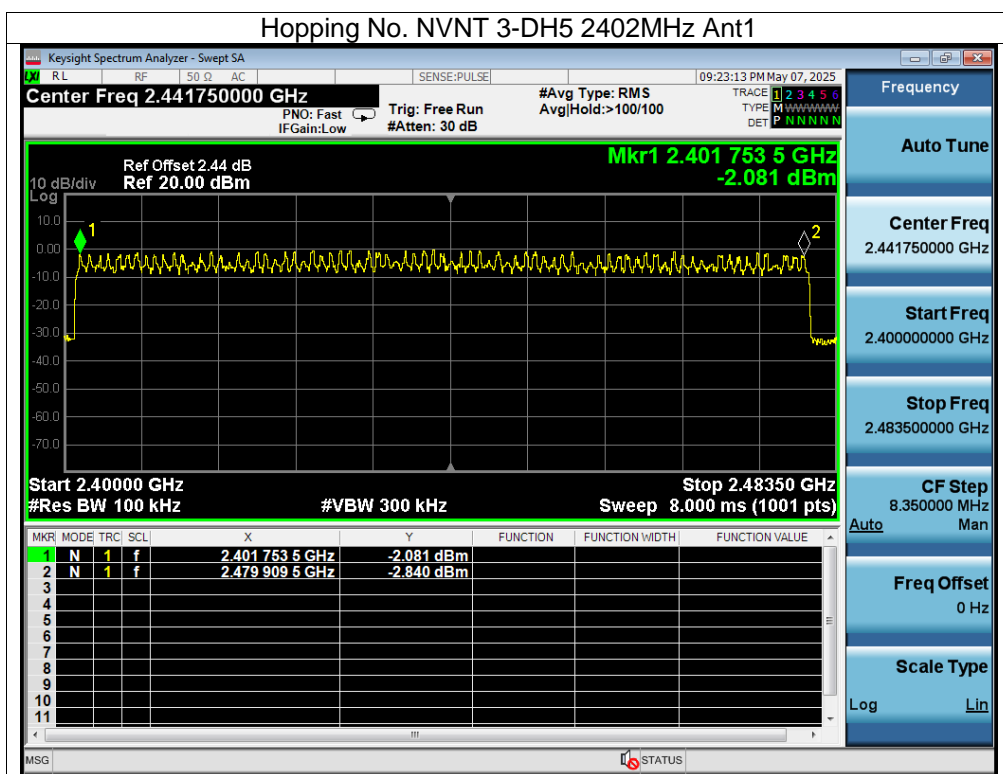 Hopping No. NVNT 3-DH5 2402MHz Ant1
Keysight Spectrum Analyzer - Swept SA
LXI RL RF 50 Ω AC SENSE:PULSE 09:23:13 PM May 07, 2025
Center Freq 2.441750000 GHz
PNO: Fast
IFGain:Low
Trig: Free Run
#Atten: 30 dB
#Avg Type: RMS
Avg|Hold:>100/100
TRACE 1 2 3 4 5 6
TYPE M W W W W W
DET P N N N N N
Mkr1 2.401 753 5 GHz
-2.081 dBm
Ref Offset 2.44 dB
10 dB/div Ref 20.00 dBm
Log
10.0
0.00
-10.0
-20.0
-30.0
-40.0
-50.0
-60.0
-70.0
1
2
Start 2.40000 GHz Stop 2.48350 GHz
#Res BW 100 kHz #VBW 300 kHz Sweep 8.000 ms (1001 pts)
MKR MODE TRC SCL X Y FUNCTION FUNCTION WIDTH FUNCTION VALUE
1 N 1 f 2.401 753 5 GHz -2.081 dBm
2 N 1 f 2.479 909 5 GHz -2.840 dBm
3
4
5
6
7
8
9
10
11
MSG STATUS
Frequency
Auto Tune
Center Freq
2.441750000 GHz
Start Freq
2.400000000 GHz
Stop Freq
2.483500000 GHz
CF Step
8.350000 MHz
Auto Man
Freq Offset
0 Hz
Scale Type
Log Lin